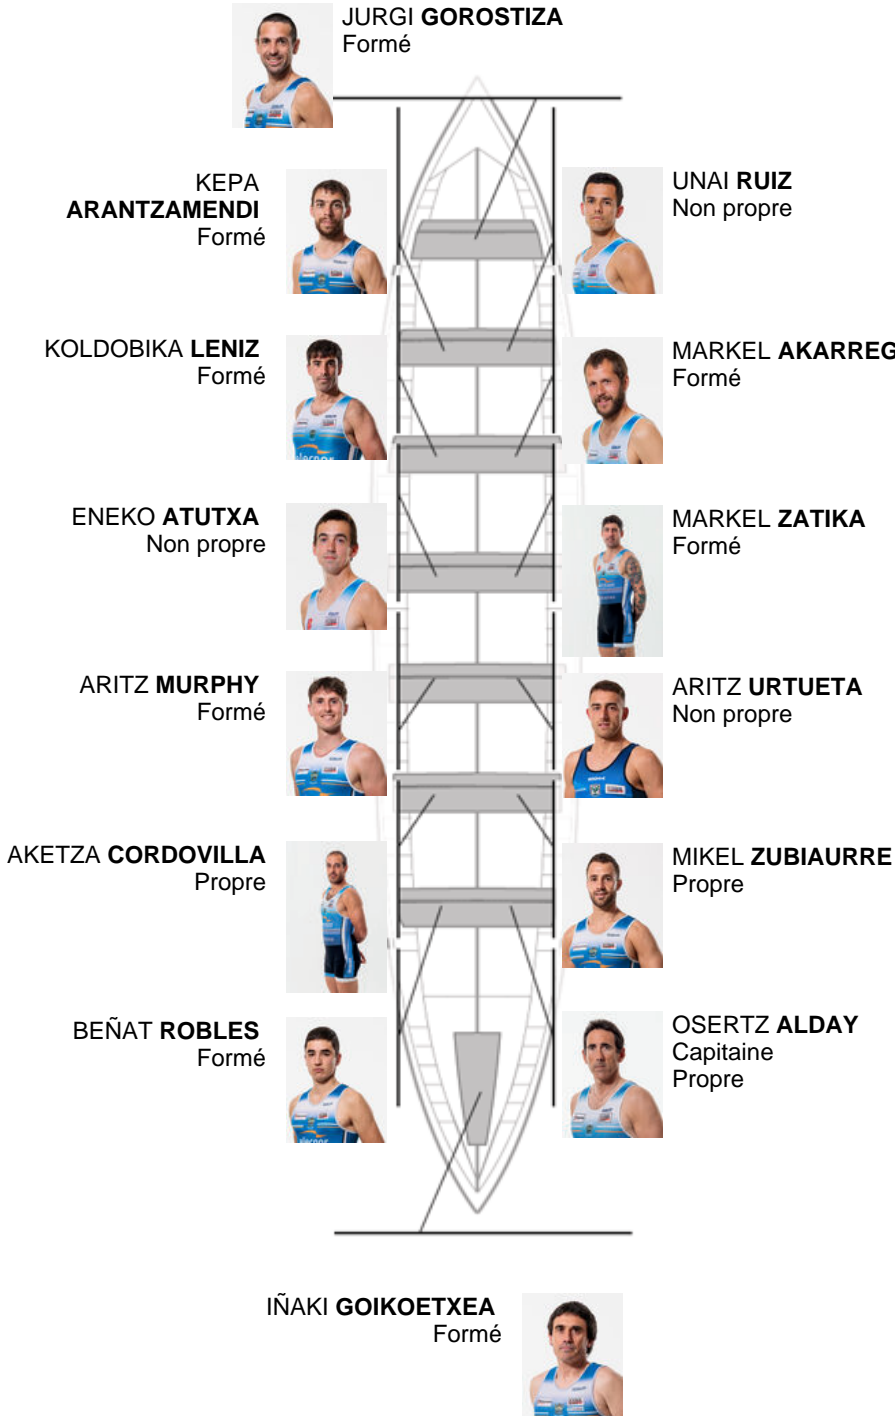 JURGI GOROSTIZA
Formé
KEPA
ARANTZAMENDI
Formé
UNAI RUIZ
Non propre
KOLDOBIKA LENIZ
Formé
MARKEL AKARREG
Formé
ENEKO ATUTXA
Non propre
MARKEL ZATIKA
Formé
ARITZ MURPHY
Formé
ARITZ URTUETA
Non propre
AKETZA CORDOVILLA
Propre
MIKEL ZUBIAURRE
Propre
BEÑAT ROBLES
Formé
OSERTZ ALDAY
Capitaine
Propre
IÑAKI GOIKOETXEA
Formé